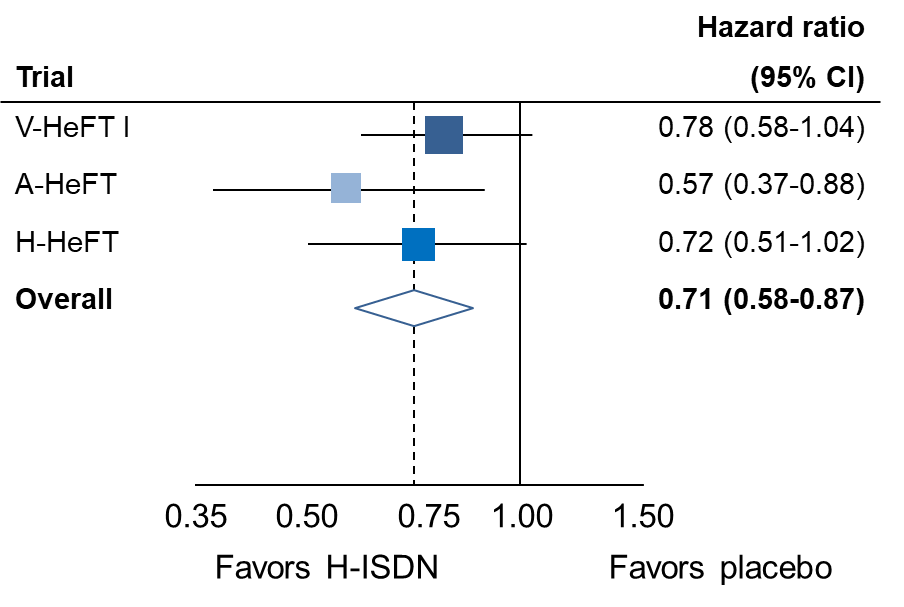 Hazard ratio
Trial (95% CI)
V-HeFT I 0.78 (0.58-1.04)
A-HeFT 0.57 (0.37-0.88)
H-HeFT 0.72 (0.51-1.02)
Overall 0.71 (0.58-0.87)
0.35 0.50 0.75 1.00 1.50
Favors H-ISDN Favors placebo